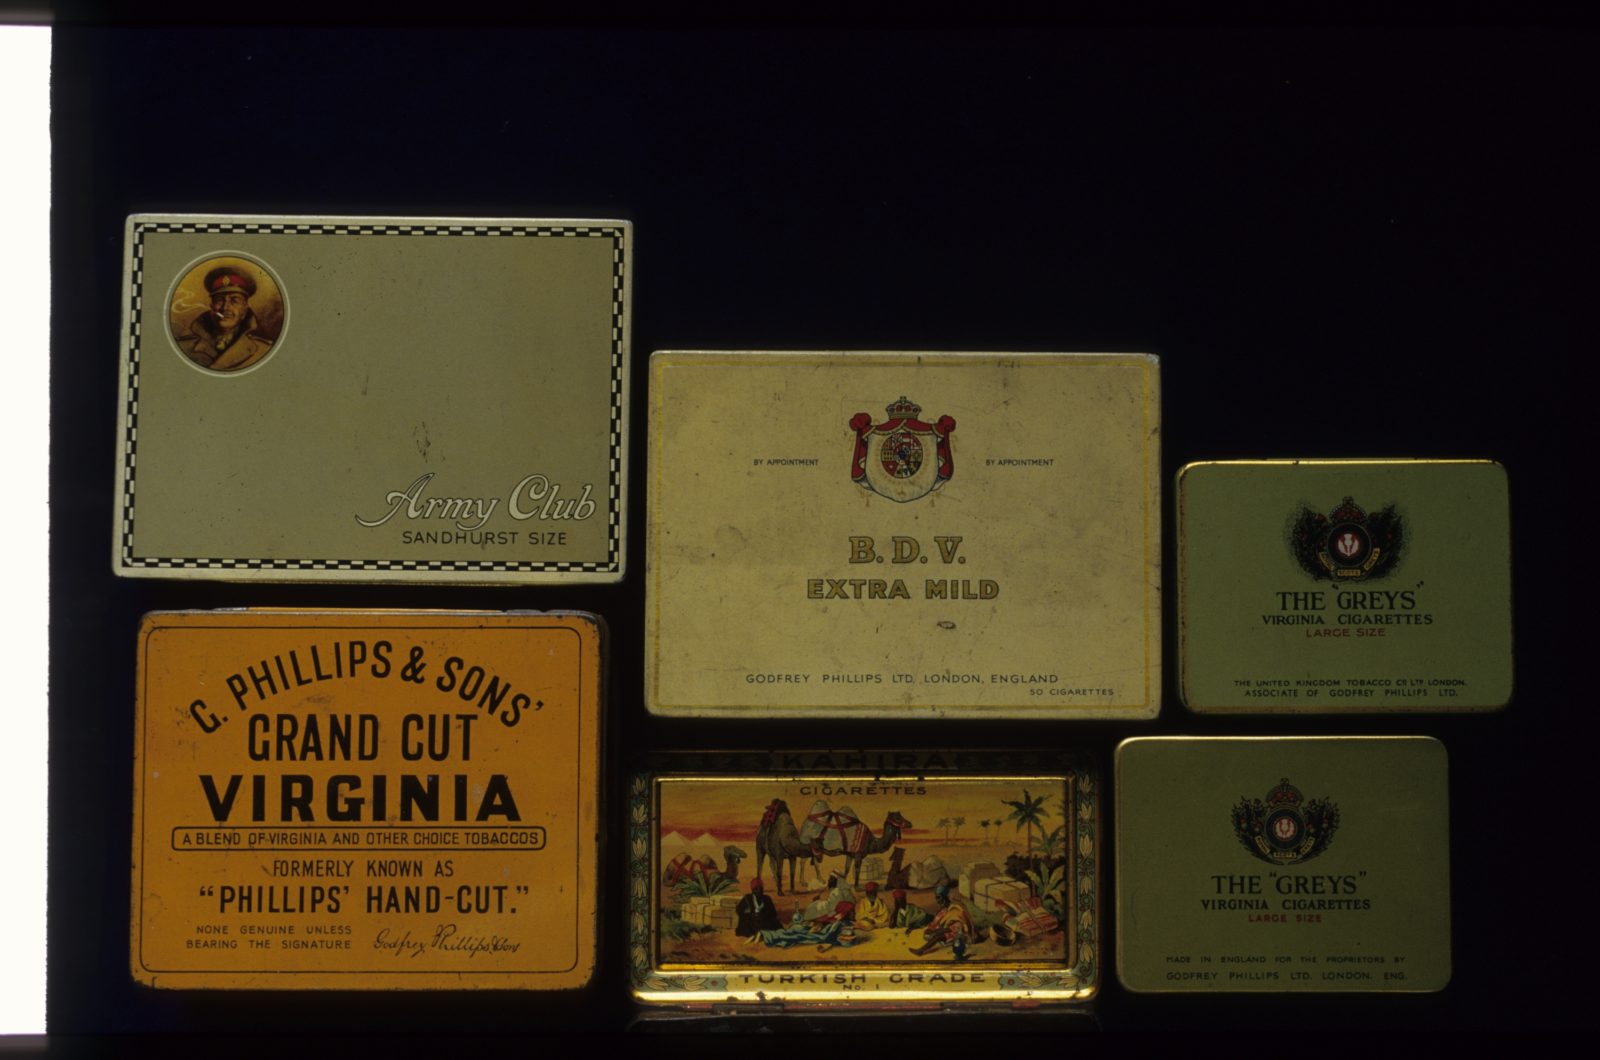 Army Club
SANDHURST SIZE
G. PHILLIPS & SONS'
GRAND CUT
VIRGINIA
A BLEND OF VIRGINIA AND OTHER CHOICE TOBACCOS
FORMERLY KNOWN AS
"PHILLIPS' HAND-CUT."
NONE GENUINE UNLESS
BEARING THE SIGNATURE
Godfrey Phillips & Sons
BY APPOINTMENT BY APPOINTMENT
B. D. V.
EXTRA MILD
GODFREY PHILLIPS LTD. LONDON, ENGLAND
50 CIGARETTES
KAHIRA
CIGARETTES
TURKISH GRADE
No. 1
SCOTS
THE "GREYS"
VIRGINIA CIGARETTES
LARGE SIZE
THE UNITED KINGDOM TOBACCO CO. LTD. LONDON.
ASSOCIATE OF GODFREY PHILLIPS LTD.
SCOTS
THE "GREYS"
VIRGINIA CIGARETTES
LARGE SIZE
MADE IN ENGLAND FOR THE PROPRIETORS BY
GODFREY PHILLIPS LTD. LONDON. ENG.